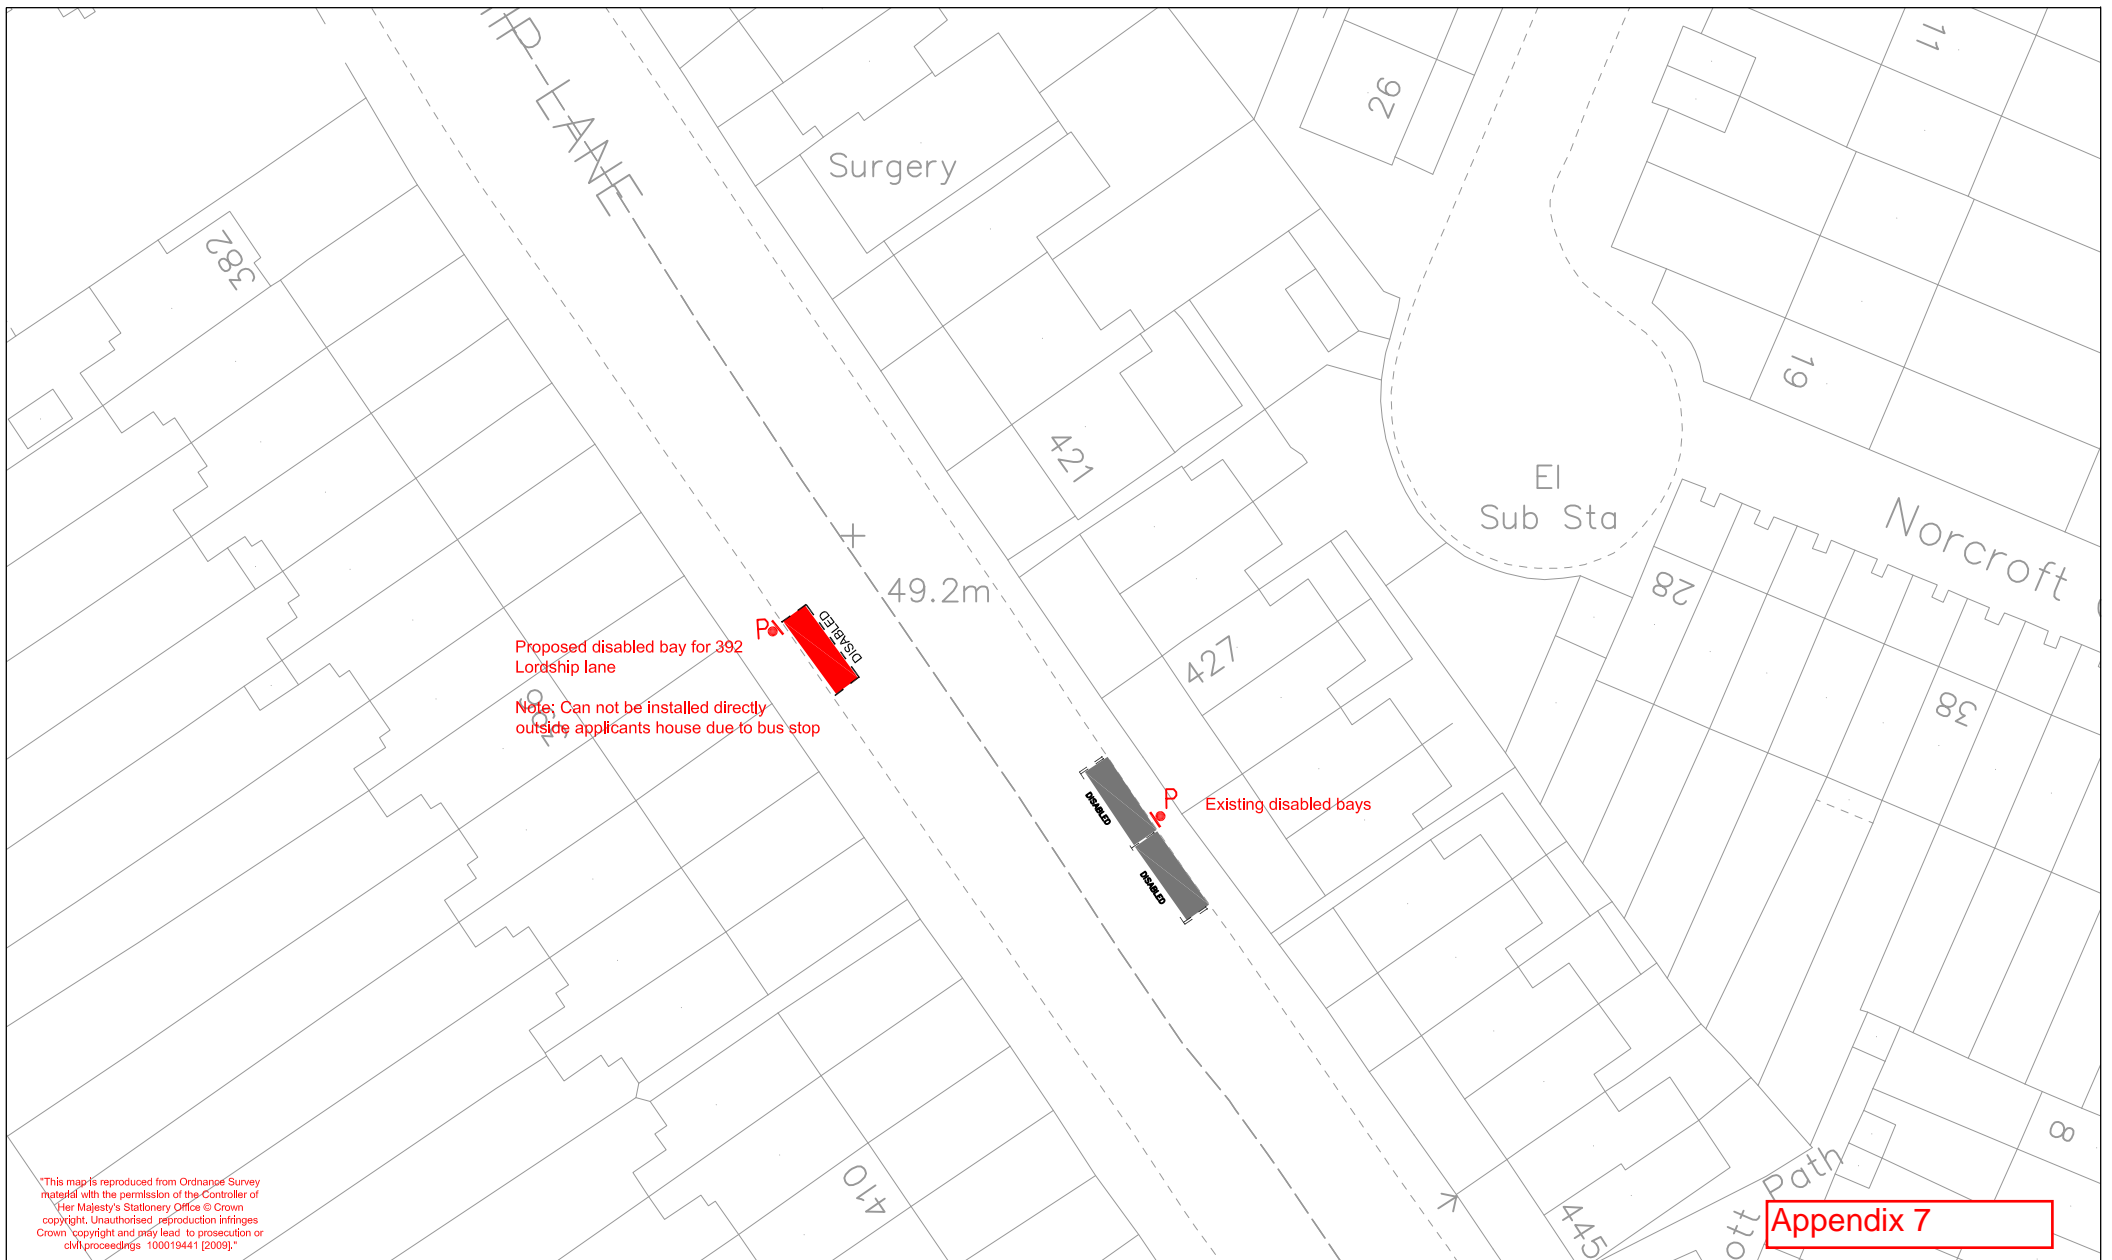 IP LANE
11
26
Surgery
382
19
421
El
Sub Sta
Norcroft
49.2m
28
DISABLED
P
Proposed disabled bay for 392
Lordship lane
427
38
Note: Can not be installed directly
outside applicants house due to bus stop
P
Existing disabled bays
DISABLED
DISABLED
8
410
Path
ott
445
"This map is reproduced from Ordnance Survey
material with the permission of the Controller of
Her Majesty's Stationery Office © Crown
copyright. Unauthorised reproduction infringes
Crown copyright and may lead to prosecution or
civil proceedings 100019441 [2009]."
Appendix 7